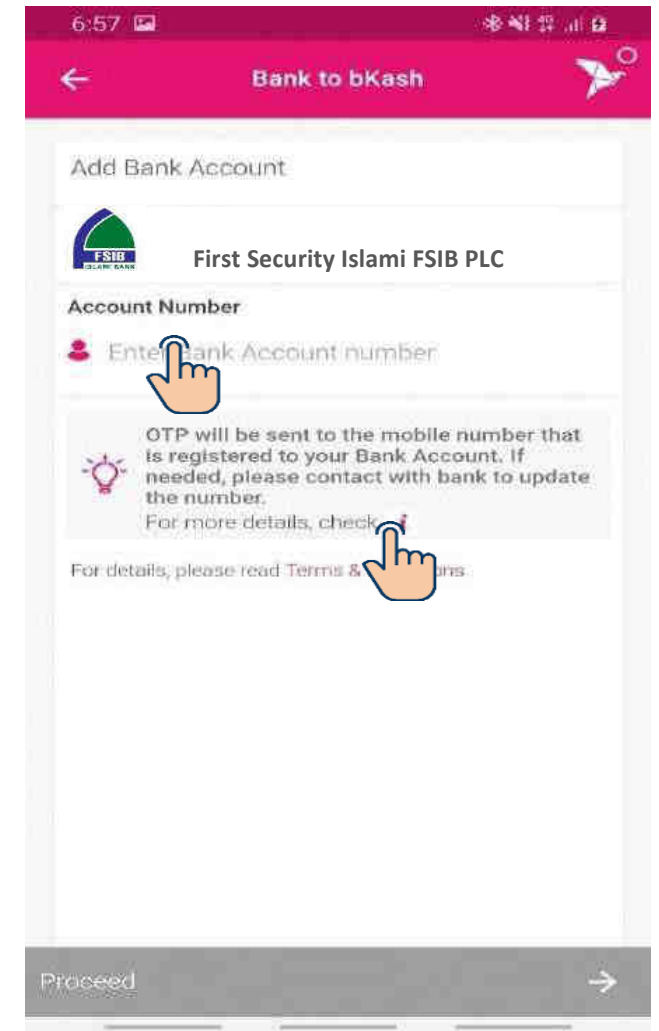 6:57
Bank to bKash
Add Bank Account
FSIB
ISLAMI BANK
First Security Islami FSIB PLC
Account Number
Enter Bank Account number
OTP will be sent to the mobile number that
is registered to your Bank Account. If
needed, please contact with bank to update
the number.
For more details, check i
For details, please read Terms &
Proceed